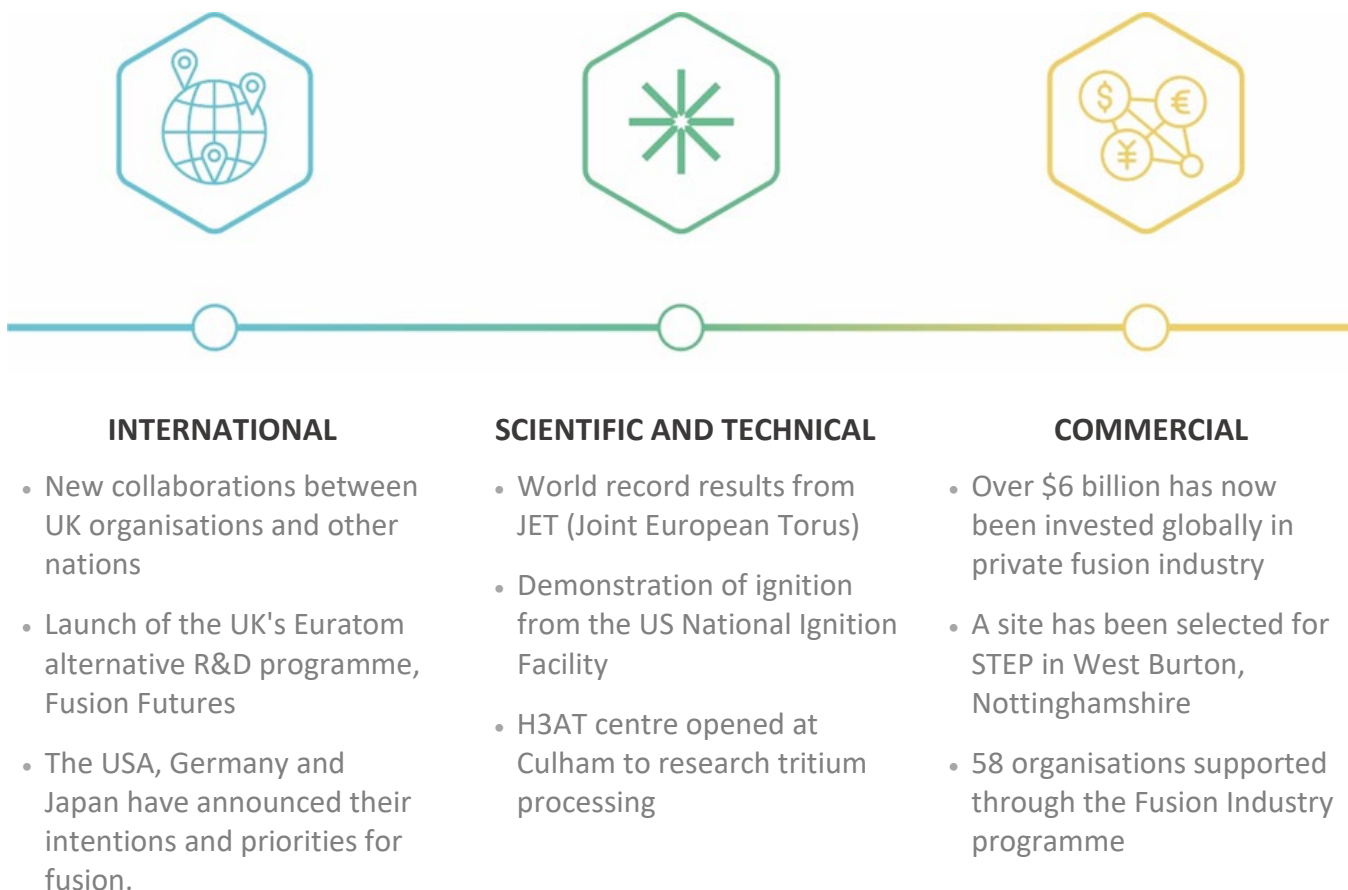 $
€
¥
INTERNATIONAL
• New collaborations between
UK organisations and other
nations
• Launch of the UK's Euratom
alternative R&D programme,
Fusion Futures
• The USA, Germany and
Japan have announced their
intentions and priorities for
fusion.
SCIENTIFIC AND TECHNICAL
• World record results from
JET (Joint European Torus)
• Demonstration of ignition
from the US National Ignition
Facility
• H3AT centre opened at
Culham to research tritium
processing
COMMERCIAL
• Over $6 billion has now
been invested globally in
private fusion industry
• A site has been selected for
STEP in West Burton,
Nottinghamshire
• 58 organisations supported
through the Fusion Industry
programme